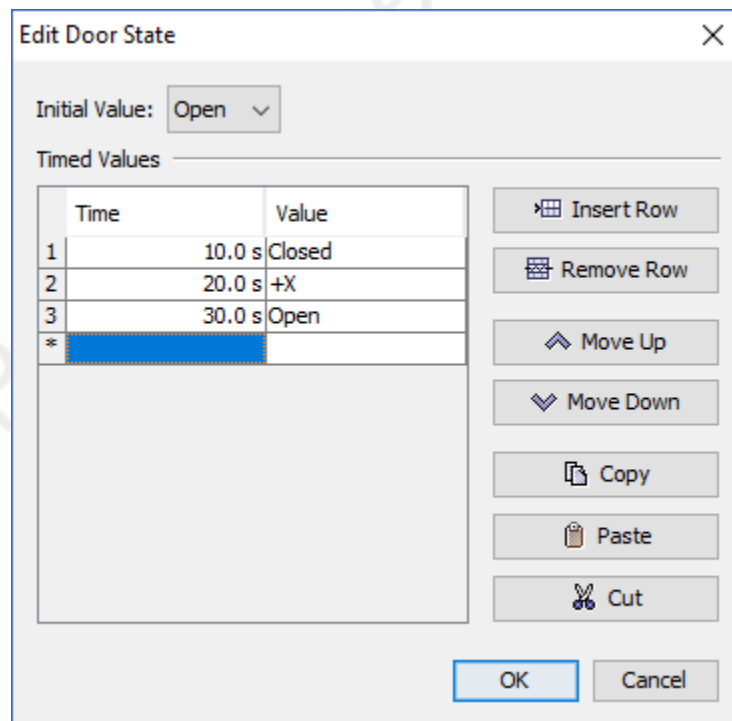 Edit Door State
Initial Value: Open
Timed Values
Time Value
1 10.0 s Closed
2 20.0 s +X
3 30.0 s Open
*
Insert Row
Remove Row
Move Up
Move Down
Copy
Paste
Cut
OK Cancel